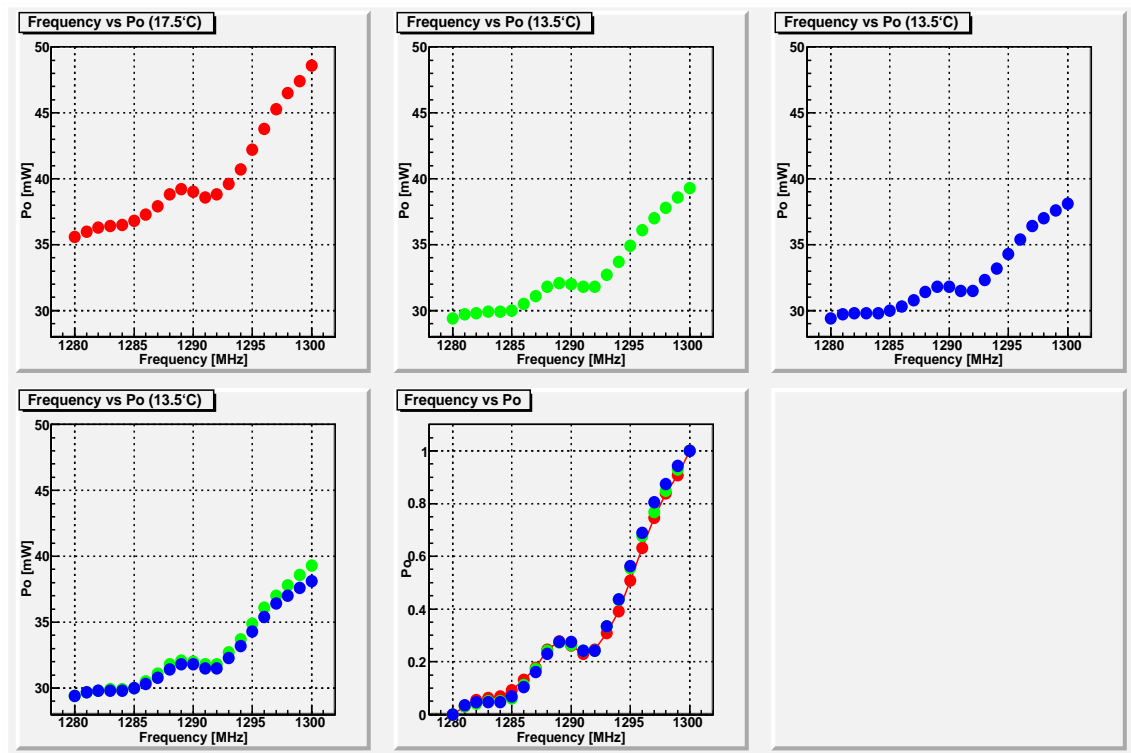 Frequency vs Po (17.5‘C)
50
45
40
35
30
Po [mW]
1280 1285 1290 1295 1300
Frequency [MHz]
Frequency vs Po (13.5‘C)
50
45
40
35
30
Po [mW]
1280 1285 1290 1295 1300
Frequency [MHz]
Frequency vs Po (13.5‘C)
50
45
40
35
30
Po [mW]
1280 1285 1290 1295 1300
Frequency [MHz]
Frequency vs Po (13.5‘C)
50
45
40
35
30
Po [mW]
1280 1285 1290 1295 1300
Frequency [MHz]
Frequency vs Po
1
0.8
0.6
0.4
0.2
0
Po
1280 1285 1290 1295 1300
Frequency [MHz]